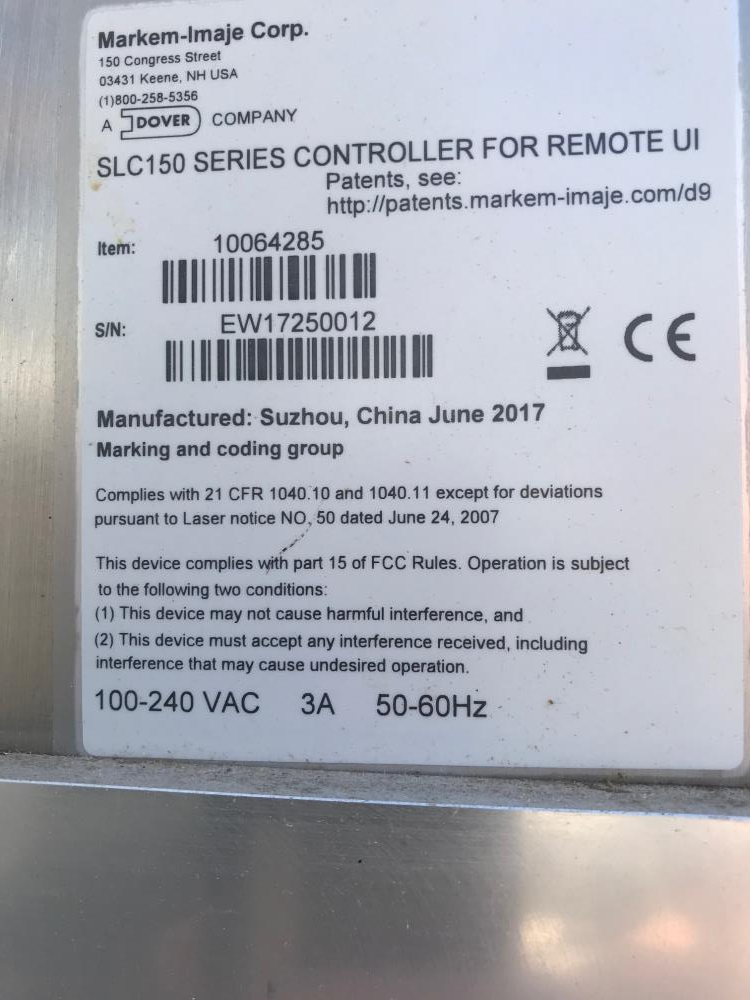 Markem-Imaje Corp.
150 Congress Street
03431 Keene, NH USA
(1)800-258-5356
A DOVER COMPANY
SLC150 SERIES CONTROLLER FOR REMOTE UI
Patents, see:
http://patents.markem-imaje.com/d9
Item: 10064285
S/N: EW17250012
CE
Manufactured: Suzhou, China June 2017
Marking and coding group
Complies with 21 CFR 1040.10 and 1040.11 except for deviations
pursuant to Laser notice NO. 50 dated June 24, 2007
This device complies with part 15 of FCC Rules. Operation is subject
to the following two conditions:
(1) This device may not cause harmful interference, and
(2) This device must accept any interference received, including
interference that may cause undesired operation.
100-240 VAC 3A 50-60Hz